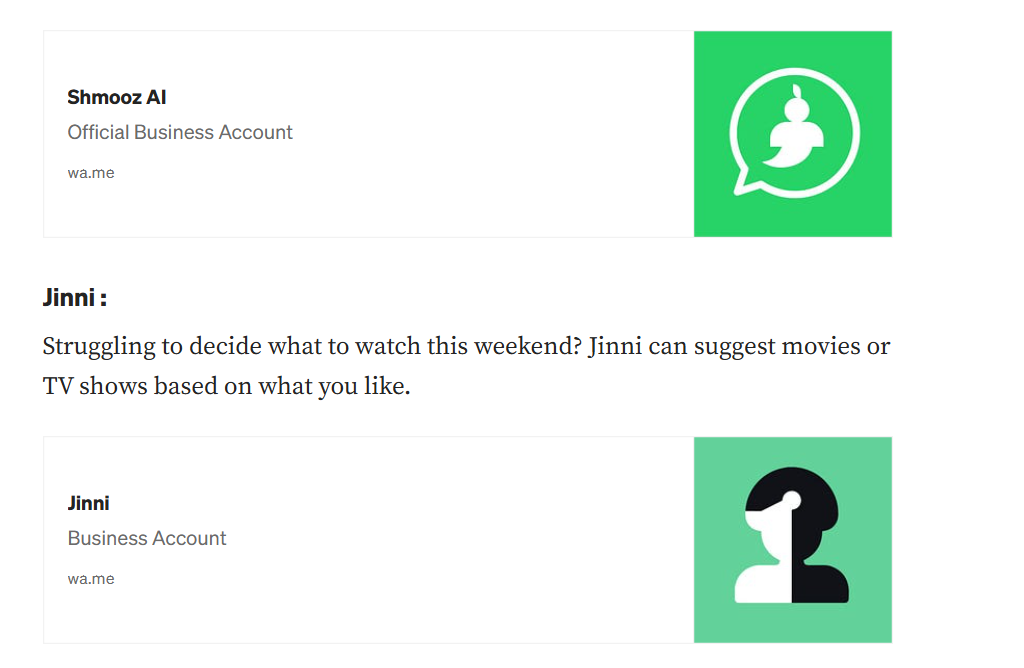 Shmooz AI
Official Business Account
wa.me
Jinni :
Struggling to decide what to watch this weekend? Jinni can suggest movies or
TV shows based on what you like.
Jinni
Business Account
wa.me